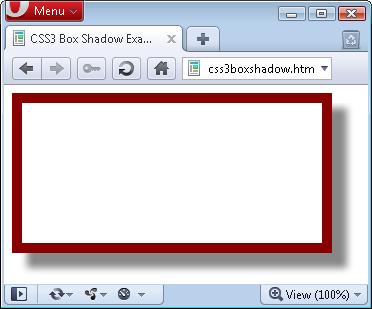 Menu
CSS3 Box Shadow Exa...
css3boxshadow.htm
View (100%)